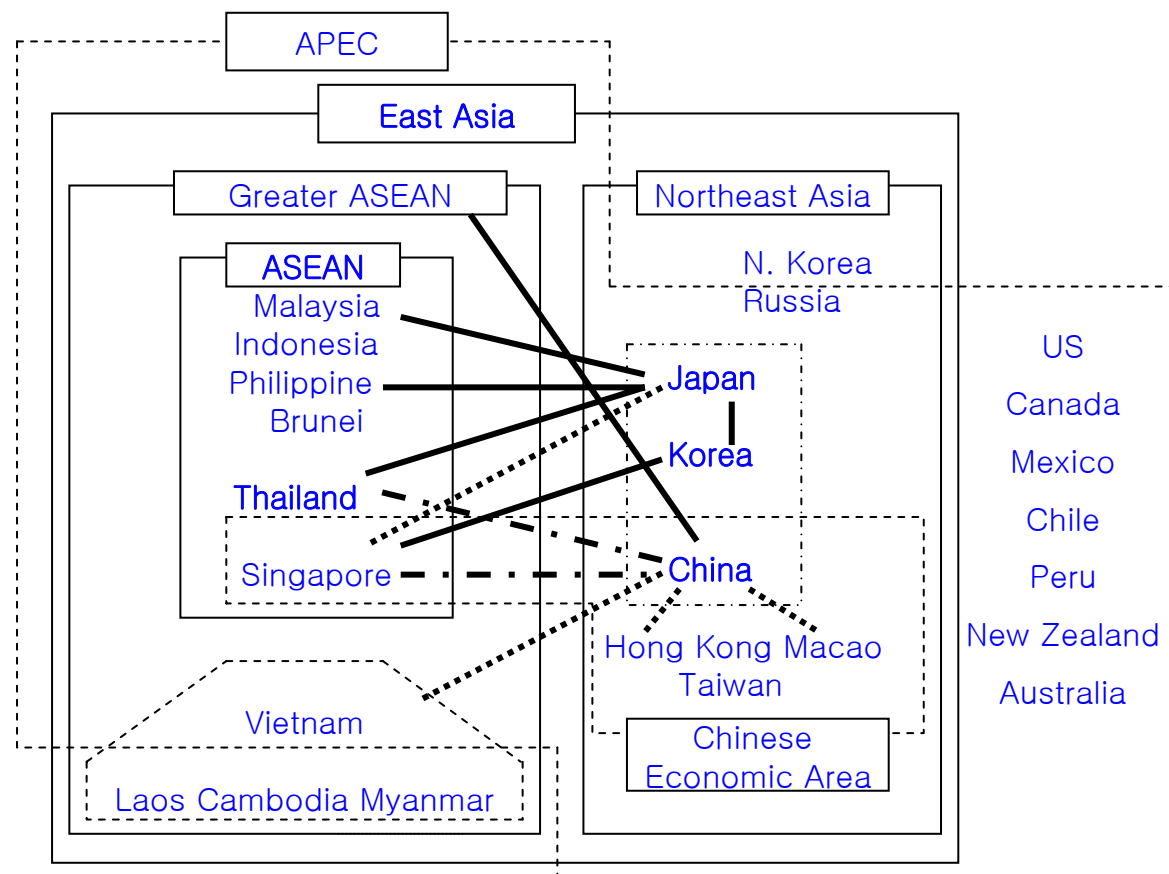 APEC
East Asia
Greater ASEAN
Northeast Asia
ASEAN
Malaysia
Indonesia
Philippine
Brunei
Thailand
Singapore
Vietnam
Laos Cambodia Myanmar
N. Korea
Russia
Japan
Korea
China
Hong Kong Macao
Taiwan
Chinese
Economic Area
US
Canada
Mexico
Chile
Peru
New Zealand
Australia